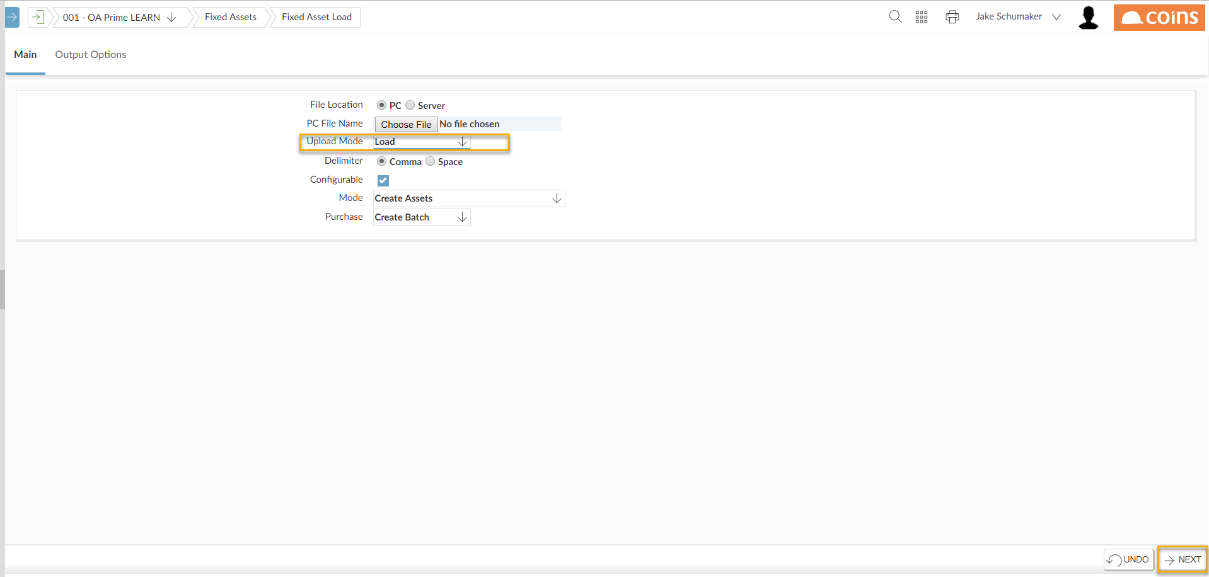 001 - OA Prime LEARN Fixed Assets Fixed Asset Load Jake Schumaker coins
Main Output Options
File Location PC Server
PC File Name Choose File No file chosen
Upload Mode Load
Delimiter Comma Space
Configurable
Mode Create Assets
Purchase Create Batch
UNDO NEXT